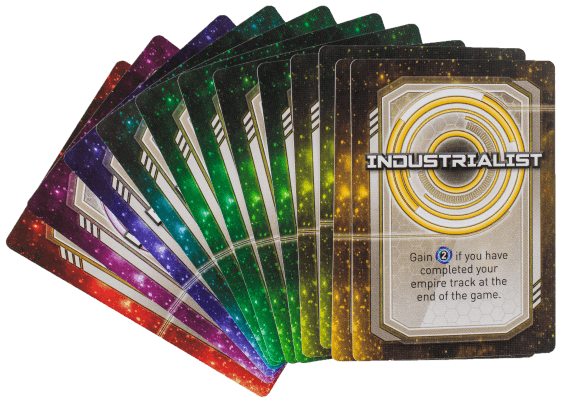 INDUSTRIALIST
Gain 2 if you have
completed your
empire track at the
end of the game.